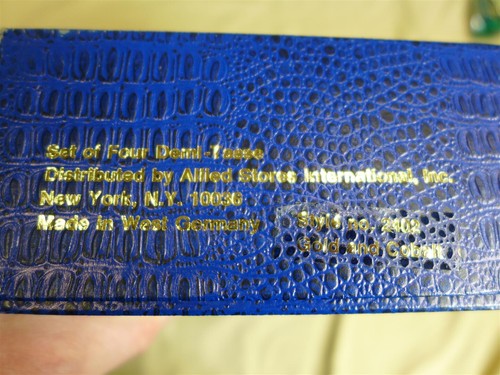 Set of Four Demi-Tasse
Distributed by Allied Stores International, Inc.
New York, N.Y. 10036
Made in West Germany
Style no. 2402
Gold and Cobalt